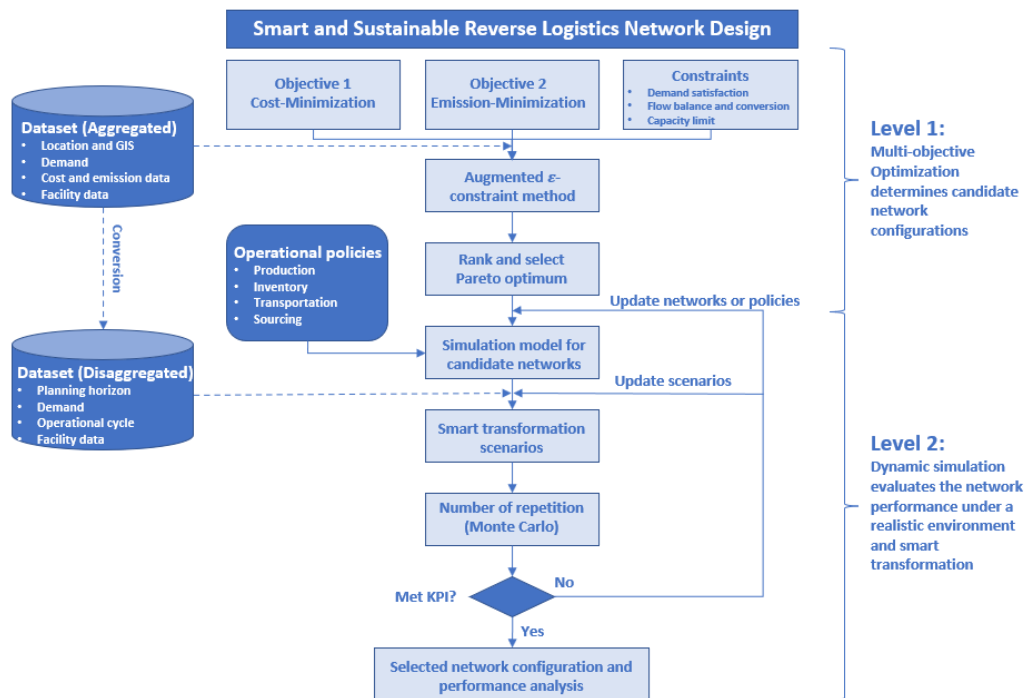 Smart and Sustainable Reverse Logistics Network Design
Objective 1
Cost-Minimization
Objective 2
Emission-Minimization
Constraints
• Demand satisfaction
• Flow balance and conversion
• Capacity limit
Dataset (Aggregated)
• Location and GIS
• Demand
• Cost and emission data
• Facility data
Level 1:
Multi-objective
Optimization
determines candidate
network
configurations
Augmented ε-
constraint method
Conversion
Operational policies
• Production
• Inventory
• Transportation
• Sourcing
Rank and select
Pareto optimum
Update networks or policies
Simulation model for
candidate networks
Update scenarios
Dataset (Disaggregated)
• Planning horizon
• Demand
• Operational cycle
• Facility data
Smart transformation
scenarios
Level 2:
Dynamic simulation
evaluates the network
performance under a
realistic environment
and smart
transformation
Number of repetition
(Monte Carlo)
Met KPI?
No
Yes
Selected network configuration and
performance analysis